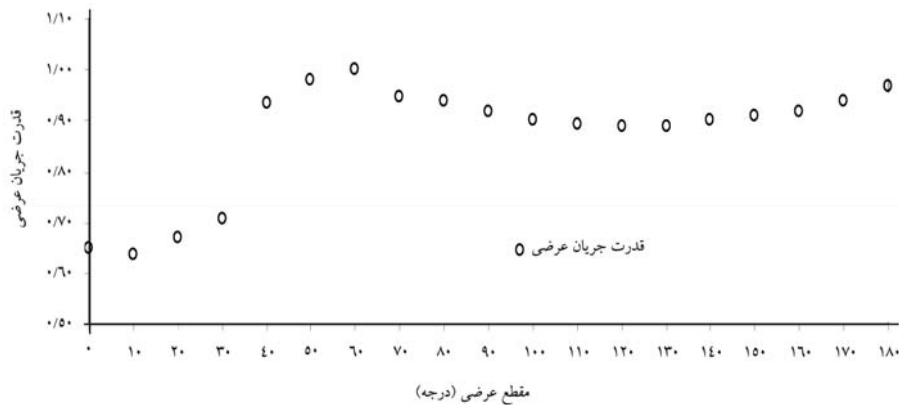 ۱/۱۰
۱/۰۰
۰/۹۰
۰/۸۰
۰/۷۰
۰/۶۰
۰/۵۰
قدرت جریان عرضی
قدرت جریان عرضی
۰ ۱۰ ۲۰ ۳۰ ٤۰ ۵۰ ٦۰ ۷۰ ۸۰ ۹۰ ۱۰۰ ۱۱۰ ۱۲۰ ۱۳۰ ۱٤۰ ۱۵۰ ۱٦۰ ۱۷۰ ۱۸۰
مقطع عرضی (درجه)